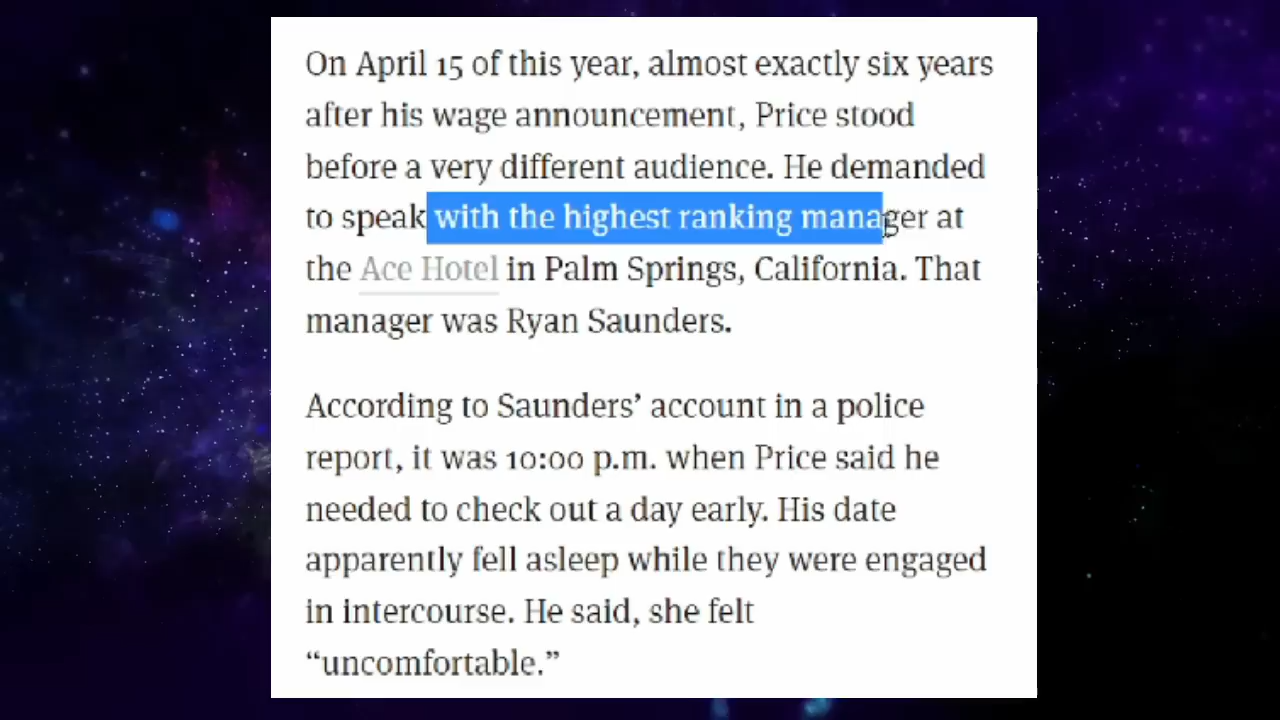 On April 15 of this year, almost exactly six years
after his wage announcement, Price stood
before a very different audience. He demanded
to speak with the highest ranking manager at
the Ace Hotel in Palm Springs, California. That
manager was Ryan Saunders.
According to Saunders’ account in a police
report, it was 10:00 p.m. when Price said he
needed to check out a day early. His date
apparently fell asleep while they were engaged
in intercourse. He said, she felt
“uncomfortable.”